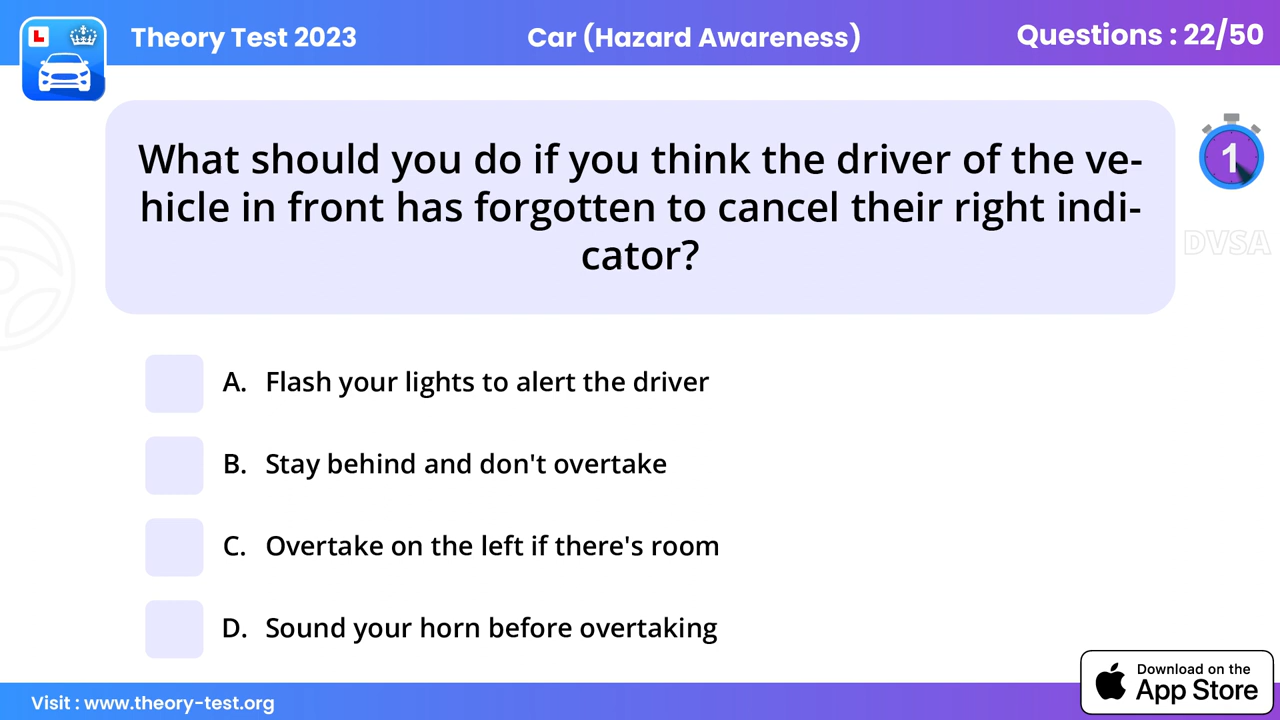 L
Theory Test 2023
Car (Hazard Awareness)
Questions : 22/50
What should you do if you think the driver of the ve-
hicle in front has forgotten to cancel their right indi-
cator?
1
DVSA
A. Flash your lights to alert the driver
B. Stay behind and don't overtake
C. Overtake on the left if there's room
D. Sound your horn before overtaking
Visit : www.theory-test.org
Download on the
App Store